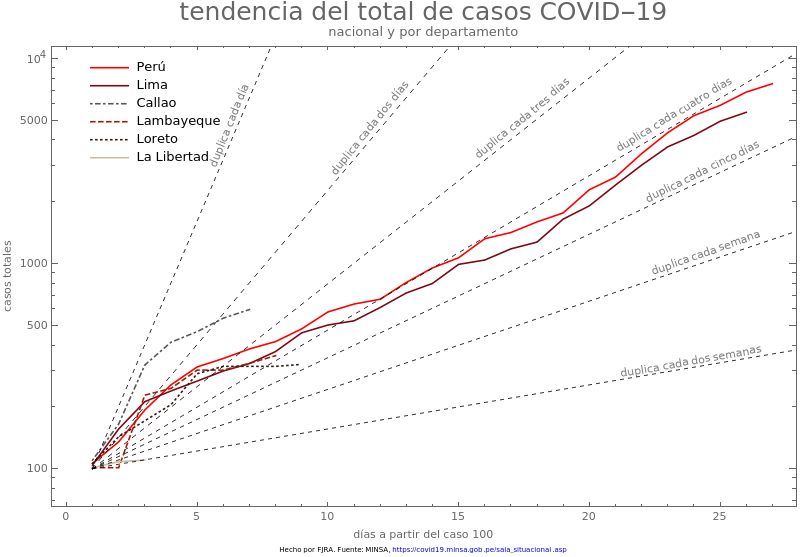 tendencia del total de casos COVID−19
nacional y por departamento
Perú
Lima
Callao
Lambayeque
Loreto
La Libertad
duplica cada día
duplica cada dos días
duplica cada tres días
duplica cada cuatro días
duplica cada cinco días
duplica cada semana
duplica cada dos semanas
casos totales
10⁴
5000
1000
500
100
0 5 10 15 20 25
días a partir del caso 100
Hecho por FJRA. Fuente: MINSA, https://covid19.minsa.gob.pe/sala_situacional.asp